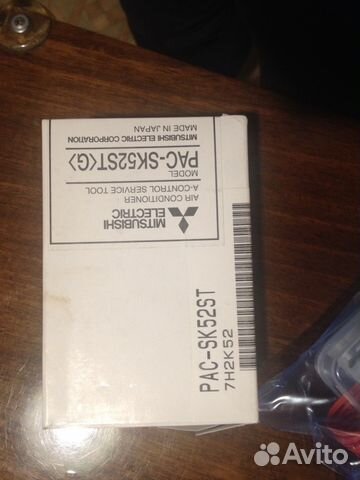 MITSUBISHI
ELECTRIC
AIR CONDITIONER
A-CONTROL SERVICE TOOL
MODEL
PAC-SK52ST<G>
MITSUBISHI ELECTRIC CORPORATION
MADE IN JAPAN
PAC-SK52ST
7H2K52
Avito